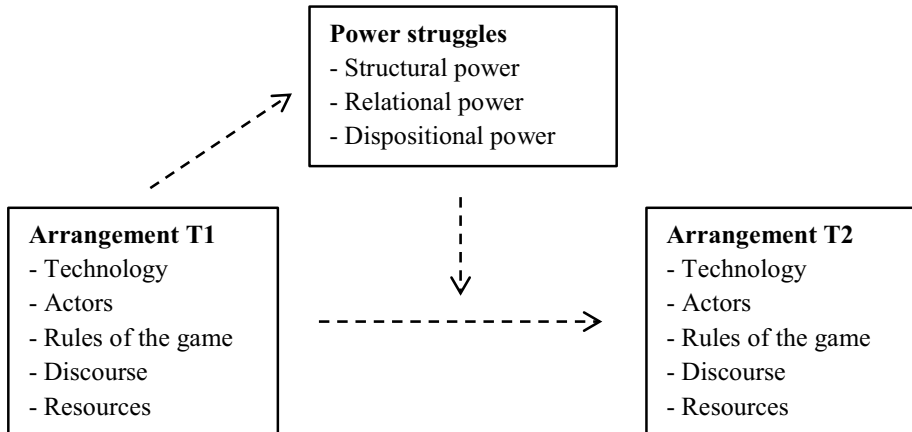 Power struggles
- Structural power
- Relational power
- Dispositional power
Arrangement T1
- Technology
- Actors
- Rules of the game
- Discourse
- Resources
Arrangement T2
- Technology
- Actors
- Rules of the game
- Discourse
- Resources